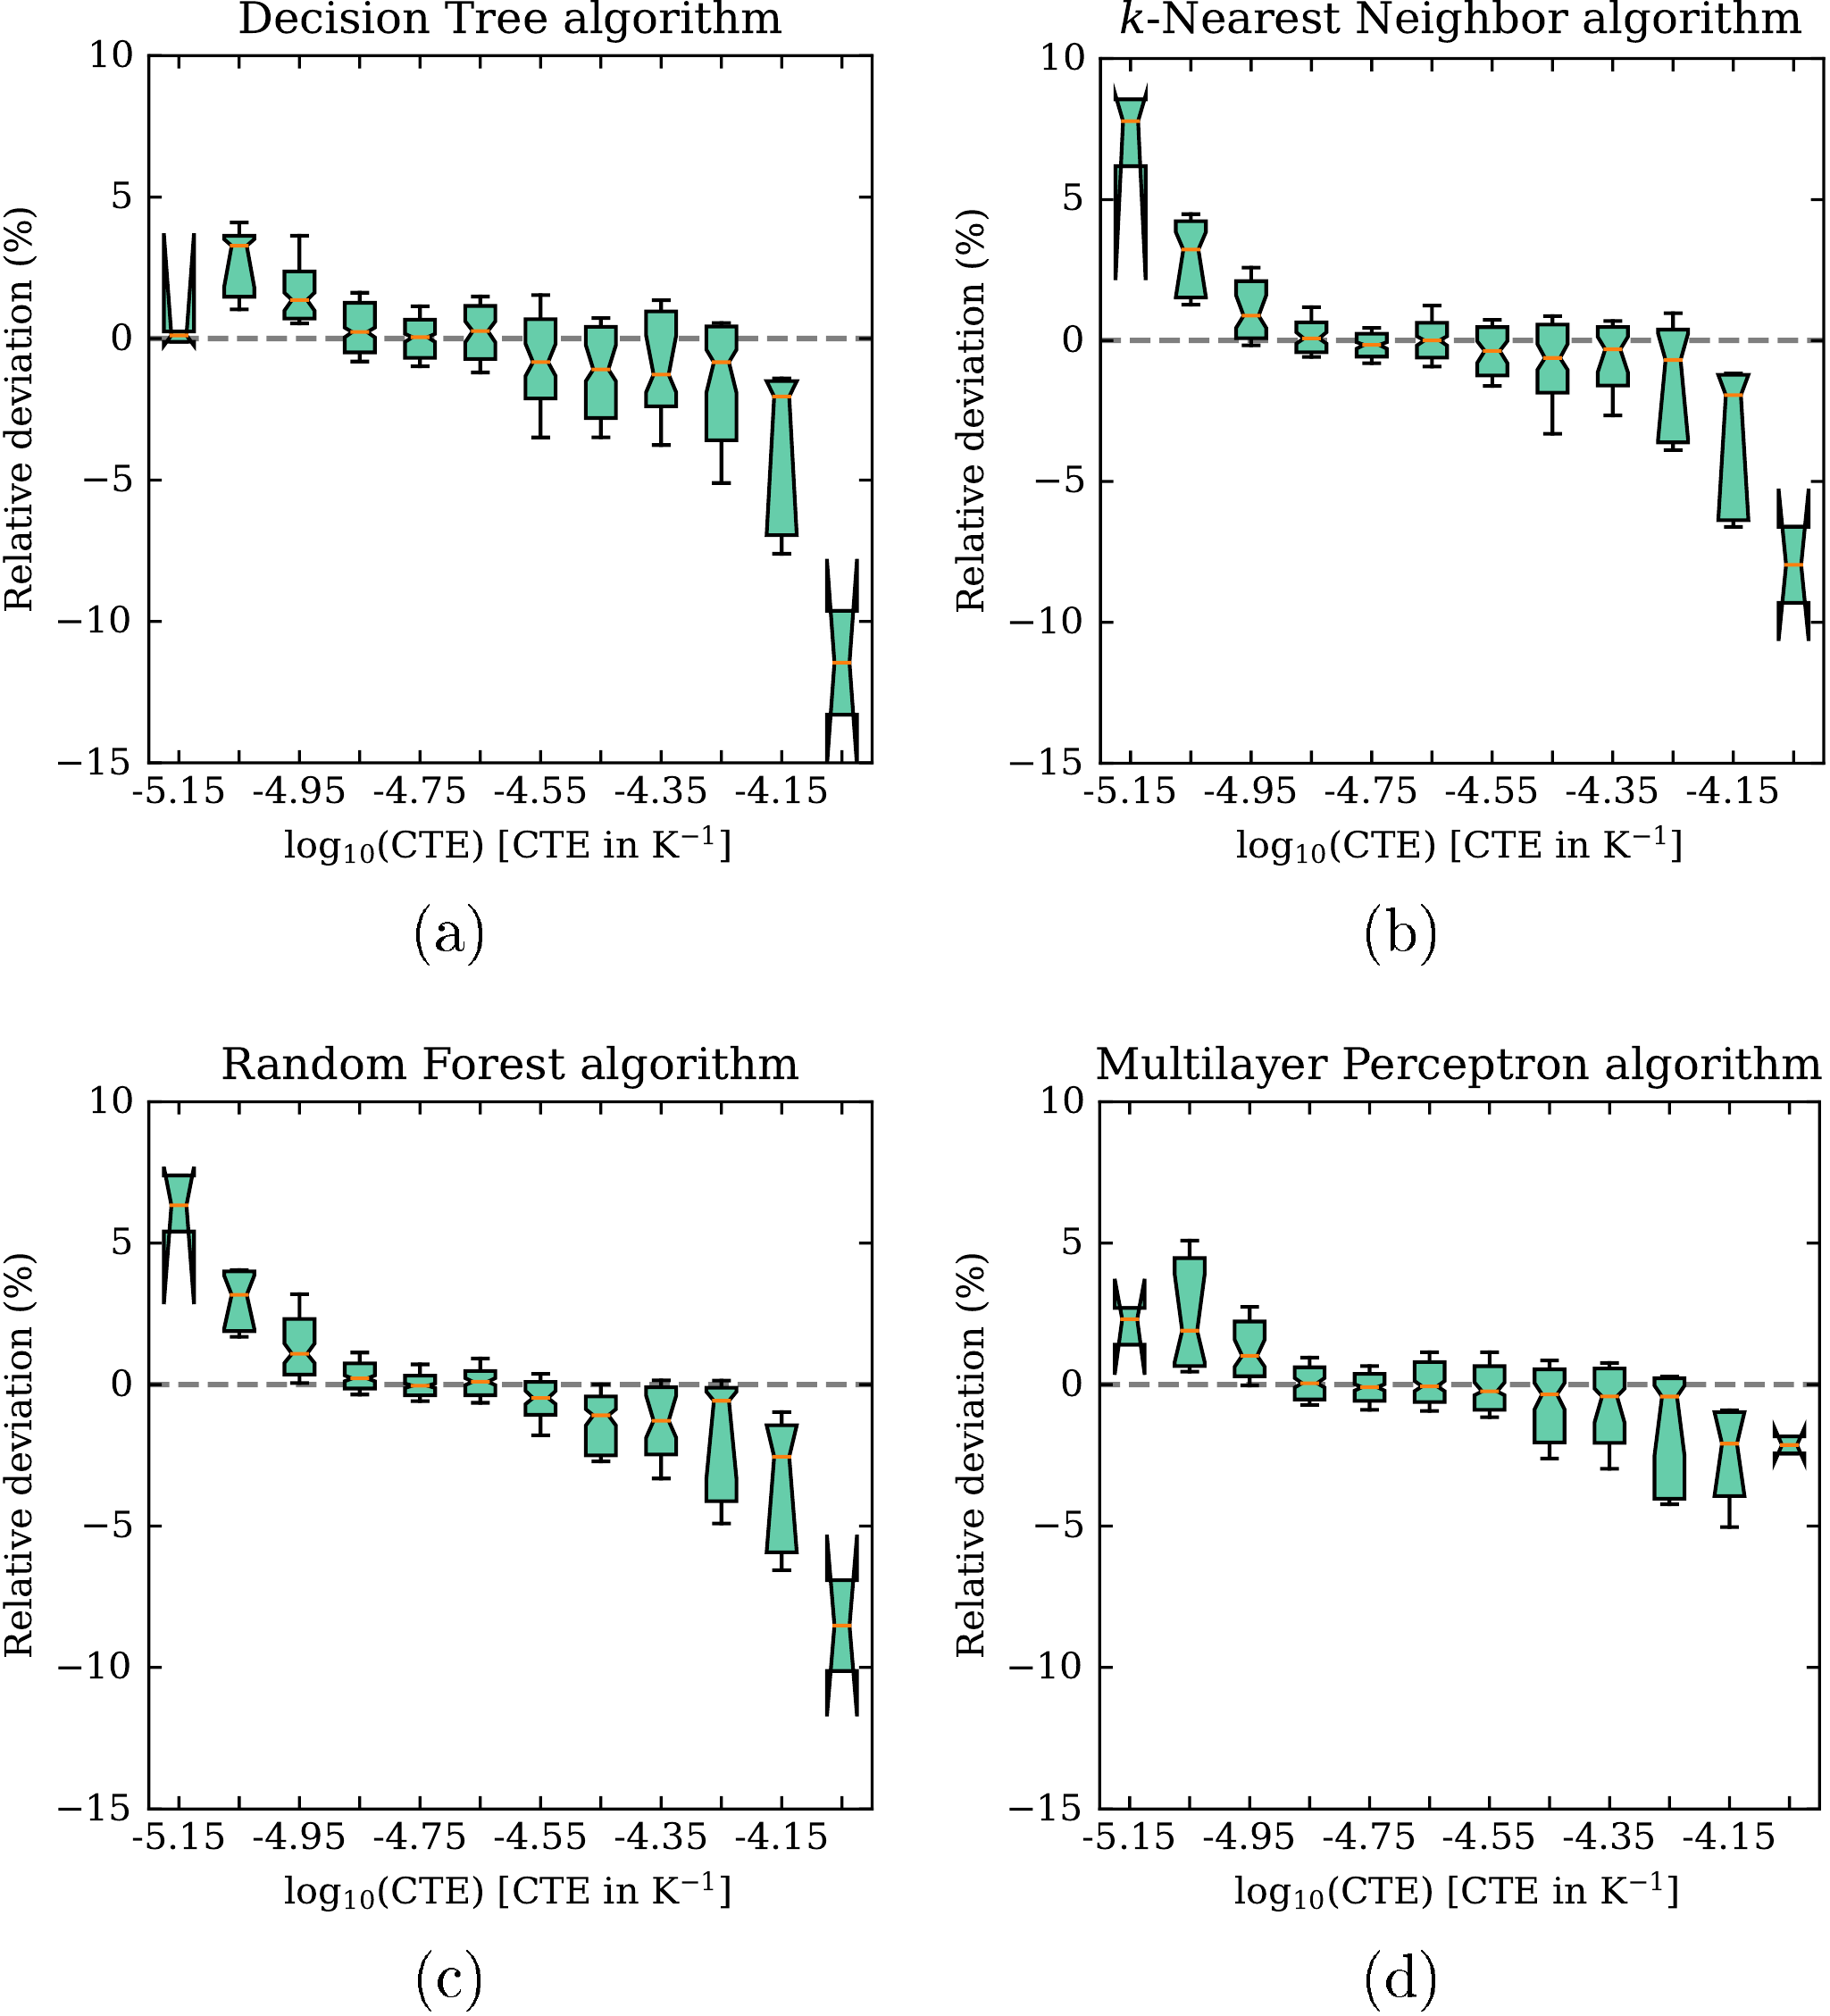 Decision Tree algorithm
10
5
0
−5
−10
−15
Relative deviation (%)
-5.15 -4.95 -4.75 -4.55 -4.35 -4.15
log₁₀(CTE) [CTE in K⁻¹]
(a)
k-Nearest Neighbor algorithm
10
5
0
−5
−10
−15
Relative deviation (%)
-5.15 -4.95 -4.75 -4.55 -4.35 -4.15
log₁₀(CTE) [CTE in K⁻¹]
(b)
Random Forest algorithm
10
5
0
−5
−10
−15
Relative deviation (%)
-5.15 -4.95 -4.75 -4.55 -4.35 -4.15
log₁₀(CTE) [CTE in K⁻¹]
(c)
Multilayer Perceptron algorithm
10
5
0
−5
−10
−15
Relative deviation (%)
-5.15 -4.95 -4.75 -4.55 -4.35 -4.15
log₁₀(CTE) [CTE in K⁻¹]
(d)